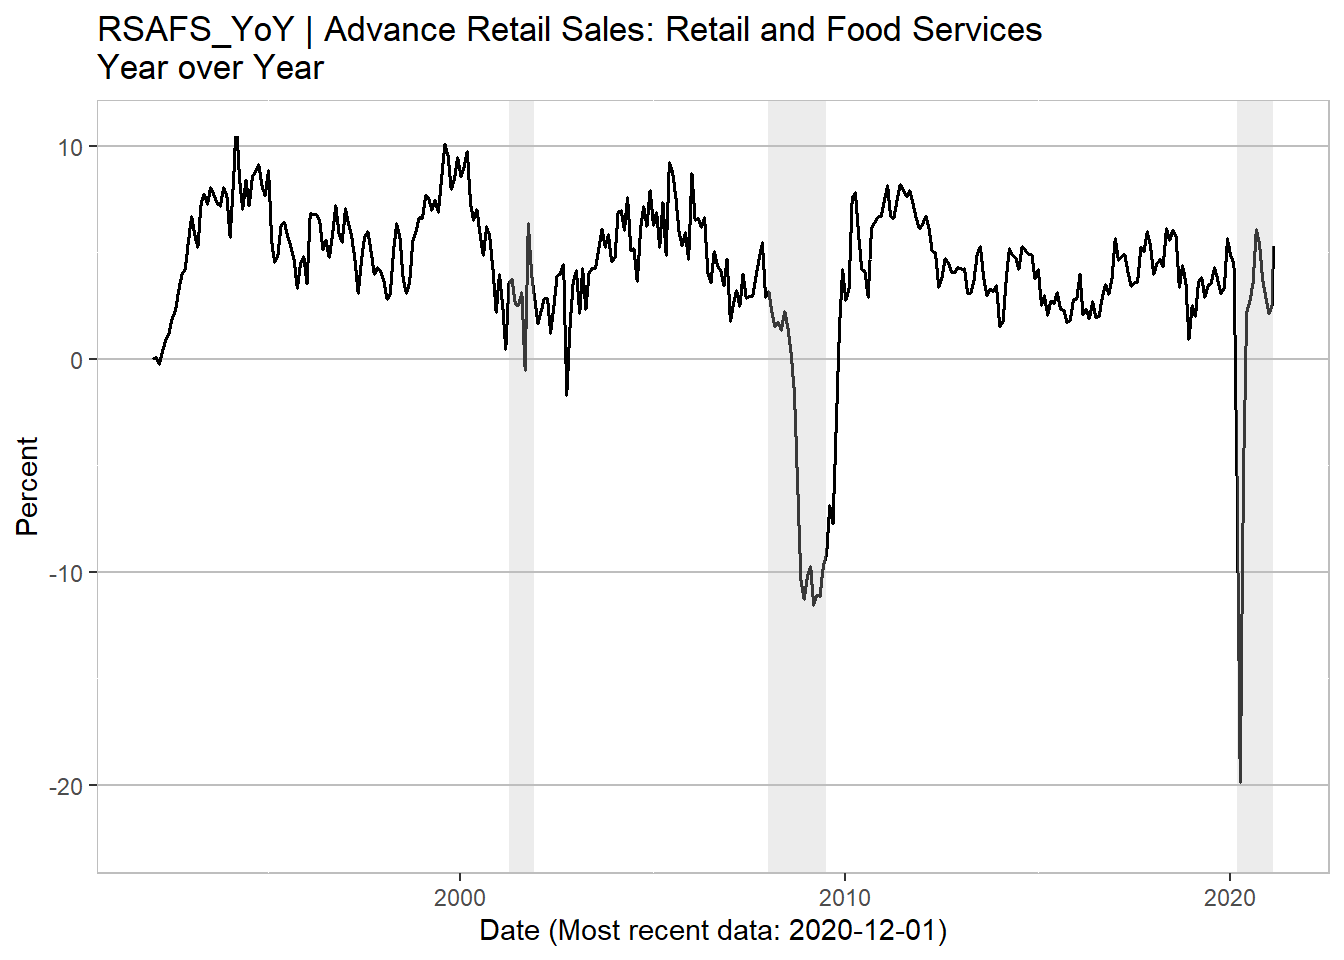 RSAFS_YoY | Advance Retail Sales: Retail and Food Services
Year over Year
10
0
-10
-20
Percent
2000
2010
2020
Date (Most recent data: 2020-12-01)